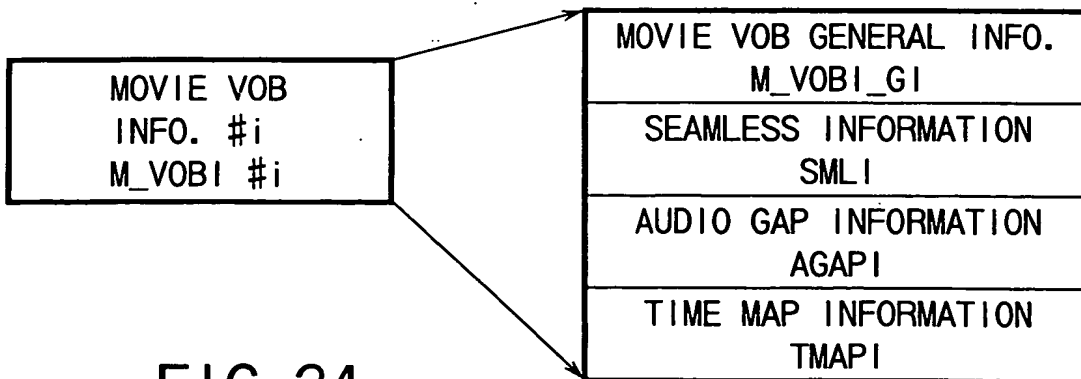 MOVIE VOB
INFO. #i
M_VOBI #i
MOVIE VOB GENERAL INFO.
M_VOBI_GI
SEAMLESS INFORMATION
SMLI
AUDIO GAP INFORMATION
AGAPI
TIME MAP INFORMATION
TMAPI